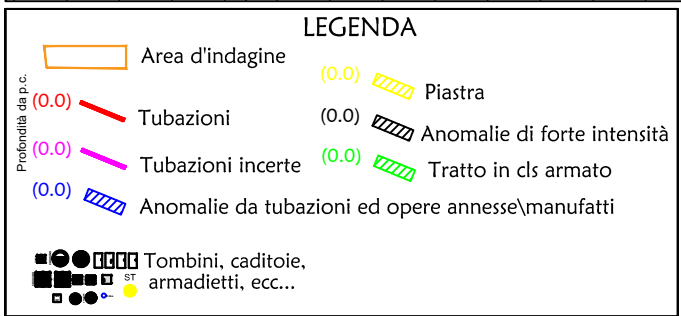 LEGENDA
Area d'indagine
Profondità da p.c.
(0.0) Tubazioni
(0.0) Tubazioni incerte
(0.0) Anomalie da tubazioni ed opere annesse\manufatti
(0.0) Piastra
(0.0) Anomalie di forte intensità
(0.0) Tratto in cls armato
ST
Tombini, caditoie,
armadietti, ecc...